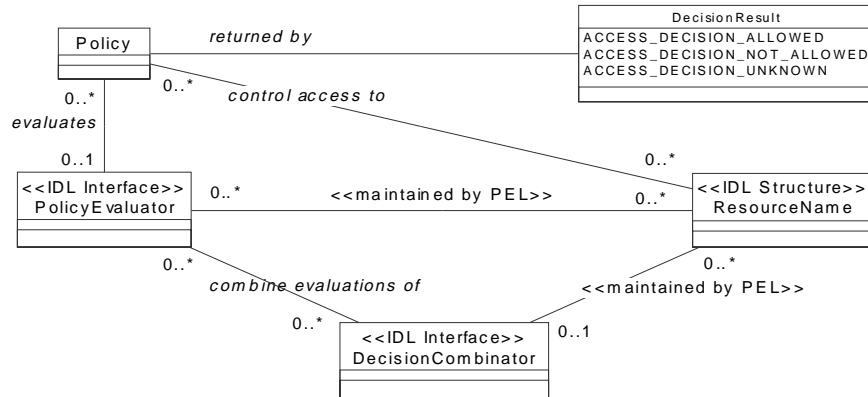 DecisionResult
ACCESS_DECISION_ALLOWED
ACCESS_DECISION_NOT_ALLOWED
ACCESS_DECISION_UNKNOWN
Policy
returned by
0..*
0..*
control access to
evaluates
0..1
0..*
<<IDL Interface>>
PolicyEvaluator
0..*
<<maintained by PEL>>
0..*
<<IDL Structure>>
ResourceName
0..*
combine evaluations of
0..*
<<maintained by PEL>>
0..*
<<IDL Interface>>
DecisionCombinator
0..1